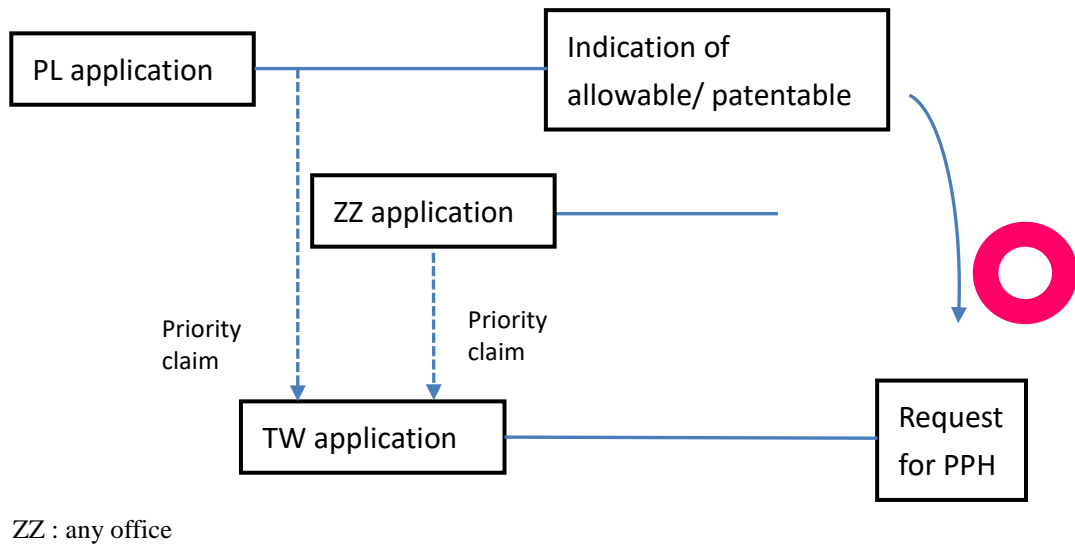 PL application
Indication of
allowable/ patentable
ZZ application
Priority
claim
Priority
claim
TW application
Request
for PPH
ZZ : any office